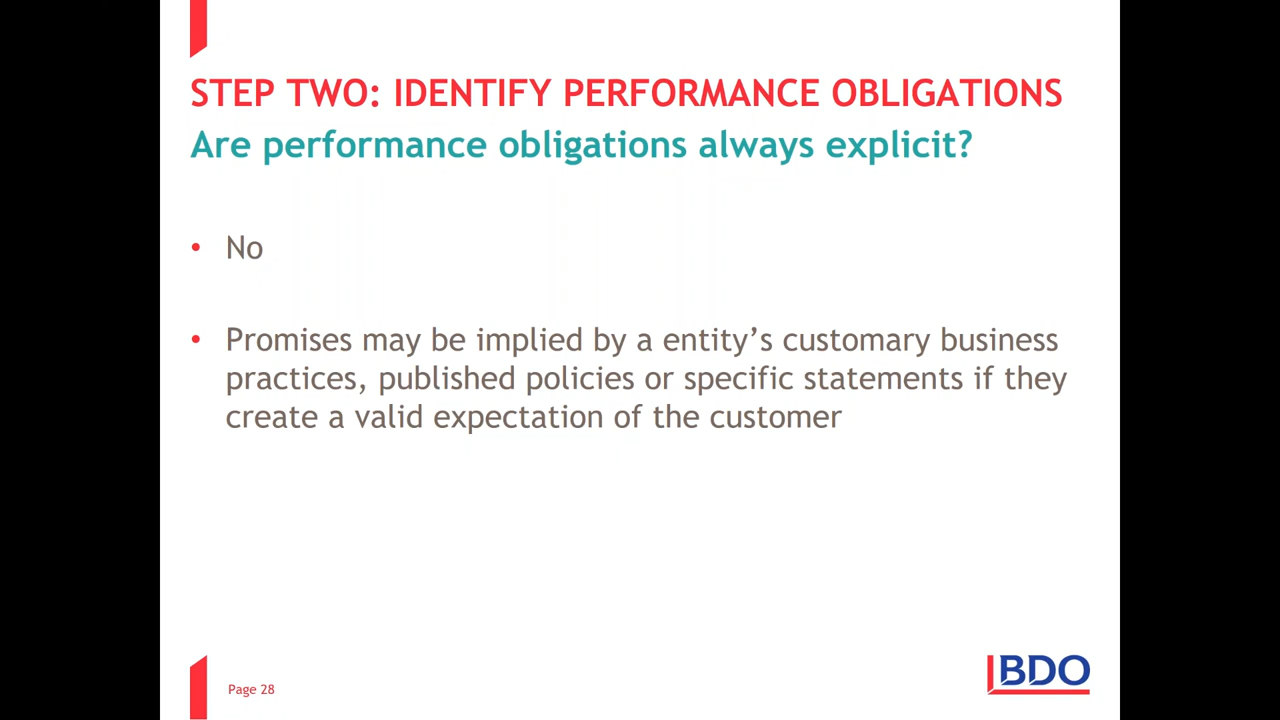 STEP TWO: IDENTIFY PERFORMANCE OBLIGATIONS
Are performance obligations always explicit?
• No
• Promises may be implied by a entity’s customary business
practices, published policies or specific statements if they
create a valid expectation of the customer
Page 28
BDO